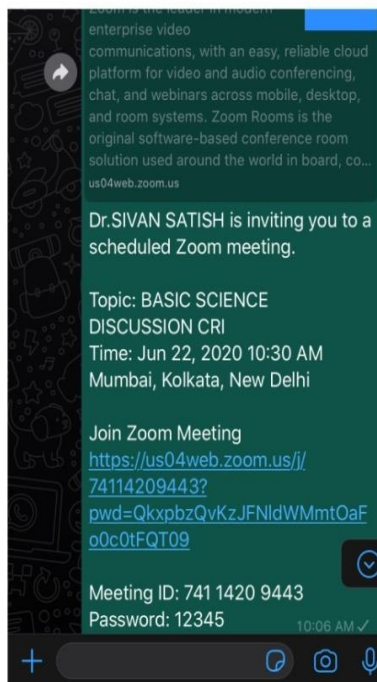 Zoom is the leader in modern
enterprise video
communications, with an easy, reliable cloud
platform for video and audio conferencing,
chat, and webinars across mobile, desktop,
and room systems. Zoom Rooms is the
original software-based conference room
solution used around the world in board, co...
us04web.zoom.us
Dr.SIVAN SATISH is inviting you to a
scheduled Zoom meeting.
Topic: BASIC SCIENCE
DISCUSSION CRI
Time: Jun 22, 2020 10:30 AM
Mumbai, Kolkata, New Delhi
Join Zoom Meeting
https://us04web.zoom.us/j/
74114209443?
pwd=QkxpbzQvKzJFNldWMmtOaF
o0c0tFQT09
Meeting ID: 741 1420 9443
Password: 12345
10:06 AM